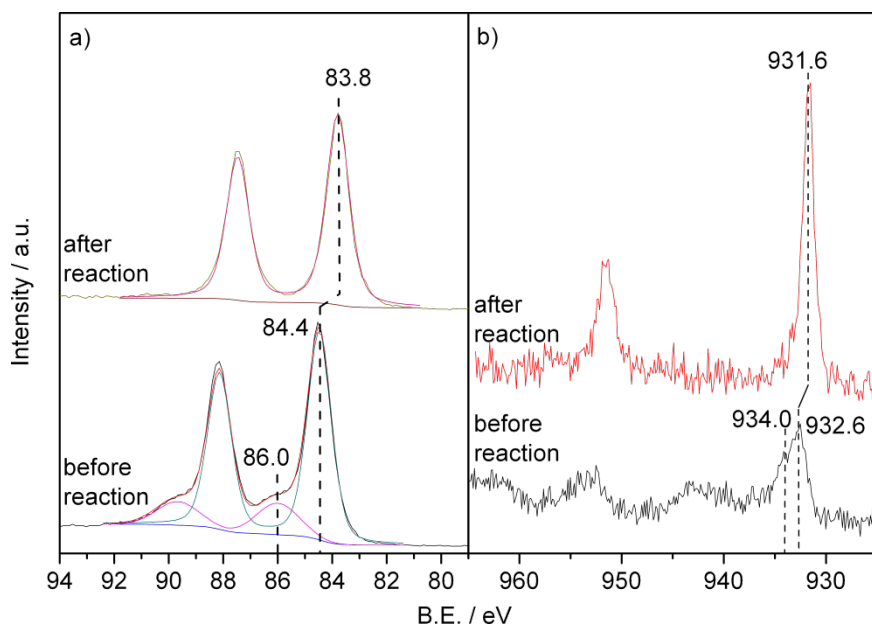 a)
83.8
after
reaction
84.4
86.0
before
reaction
94 92 90 88 86 84 82 80
b)
931.6
after
reaction
934.0
932.6
before
reaction
960 950 940 930
Intensity / a.u.
B.E. / eV